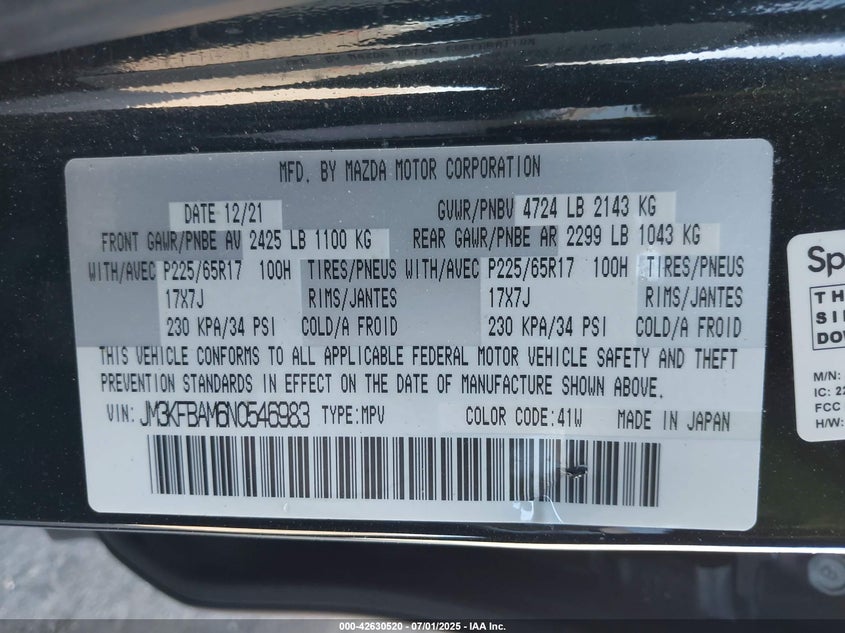 MFD. BY MAZDA MOTOR CORPORATION
DATE 12/21 GVWR/PNBV 4724 LB 2143 KG
FRONT GAWR/PNBE AV 2425 LB 1100 KG REAR GAWR/PNBE AR 2299 LB 1043 KG
WITH/AVEC P225/65R17 100H TIRES/PNEUS WITH/AVEC P225/65R17 100H TIRES/PNEUS
17X7J RIMS/JANTES 17X7J RIMS/JANTES
230 KPA/34 PSI COLD/A FROID 230 KPA/34 PSI COLD/A FROID
THIS VEHICLE CONFORMS TO ALL APPLICABLE FEDERAL MOTOR VEHICLE SAFETY AND THEFT
PREVENTION STANDARDS IN EFFECT ON THE DATE OF MANUFACTURE SHOWN ABOVE.
VIN: JM3KFBAM6N0546983 TYPE:MPV COLOR CODE:41W MADE IN JAPAN
M/N:
IC: 22
FCC
H/W:
000-42630520 / 07/01/2025 - IAA Inc.